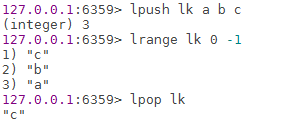 127.0.0.1:6359> lpush lk a b c
(integer) 3
127.0.0.1:6359> lrange lk 0 -1
1) "c"
2) "b"
3) "a"
127.0.0.1:6359> lpop lk
"c"